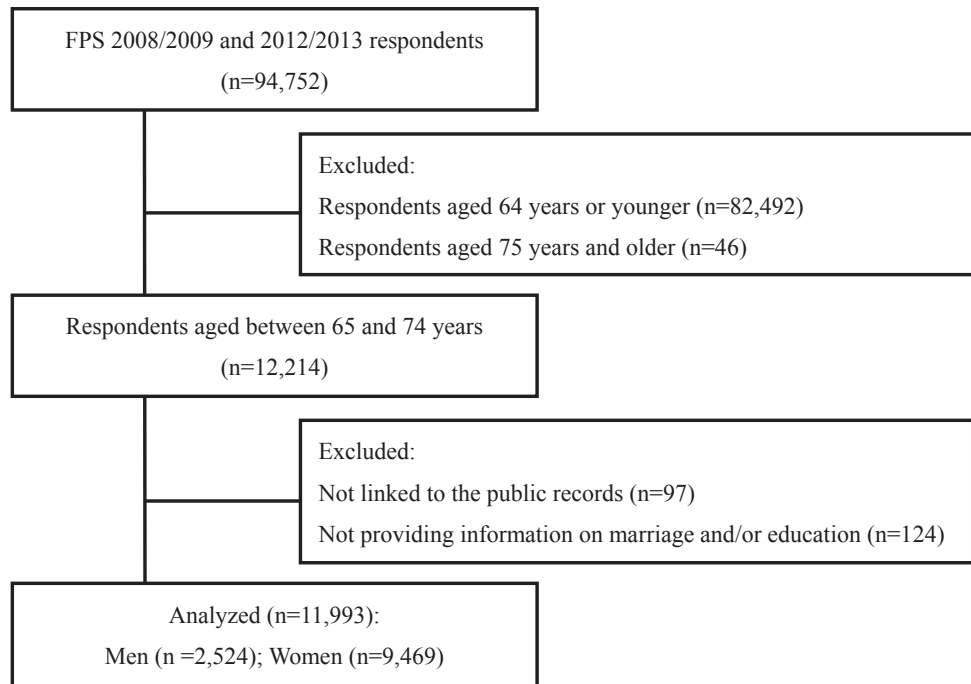 FPS 2008/2009 and 2012/2013 respondents
(n=94,752)
Excluded:
Respondents aged 64 years or younger (n=82,492)
Respondents aged 75 years and older (n=46)
Respondents aged between 65 and 74 years
(n=12,214)
Excluded:
Not linked to the public records (n=97)
Not providing information on marriage and/or education (n=124)
Analyzed (n=11,993):
Men (n =2,524); Women (n=9,469)